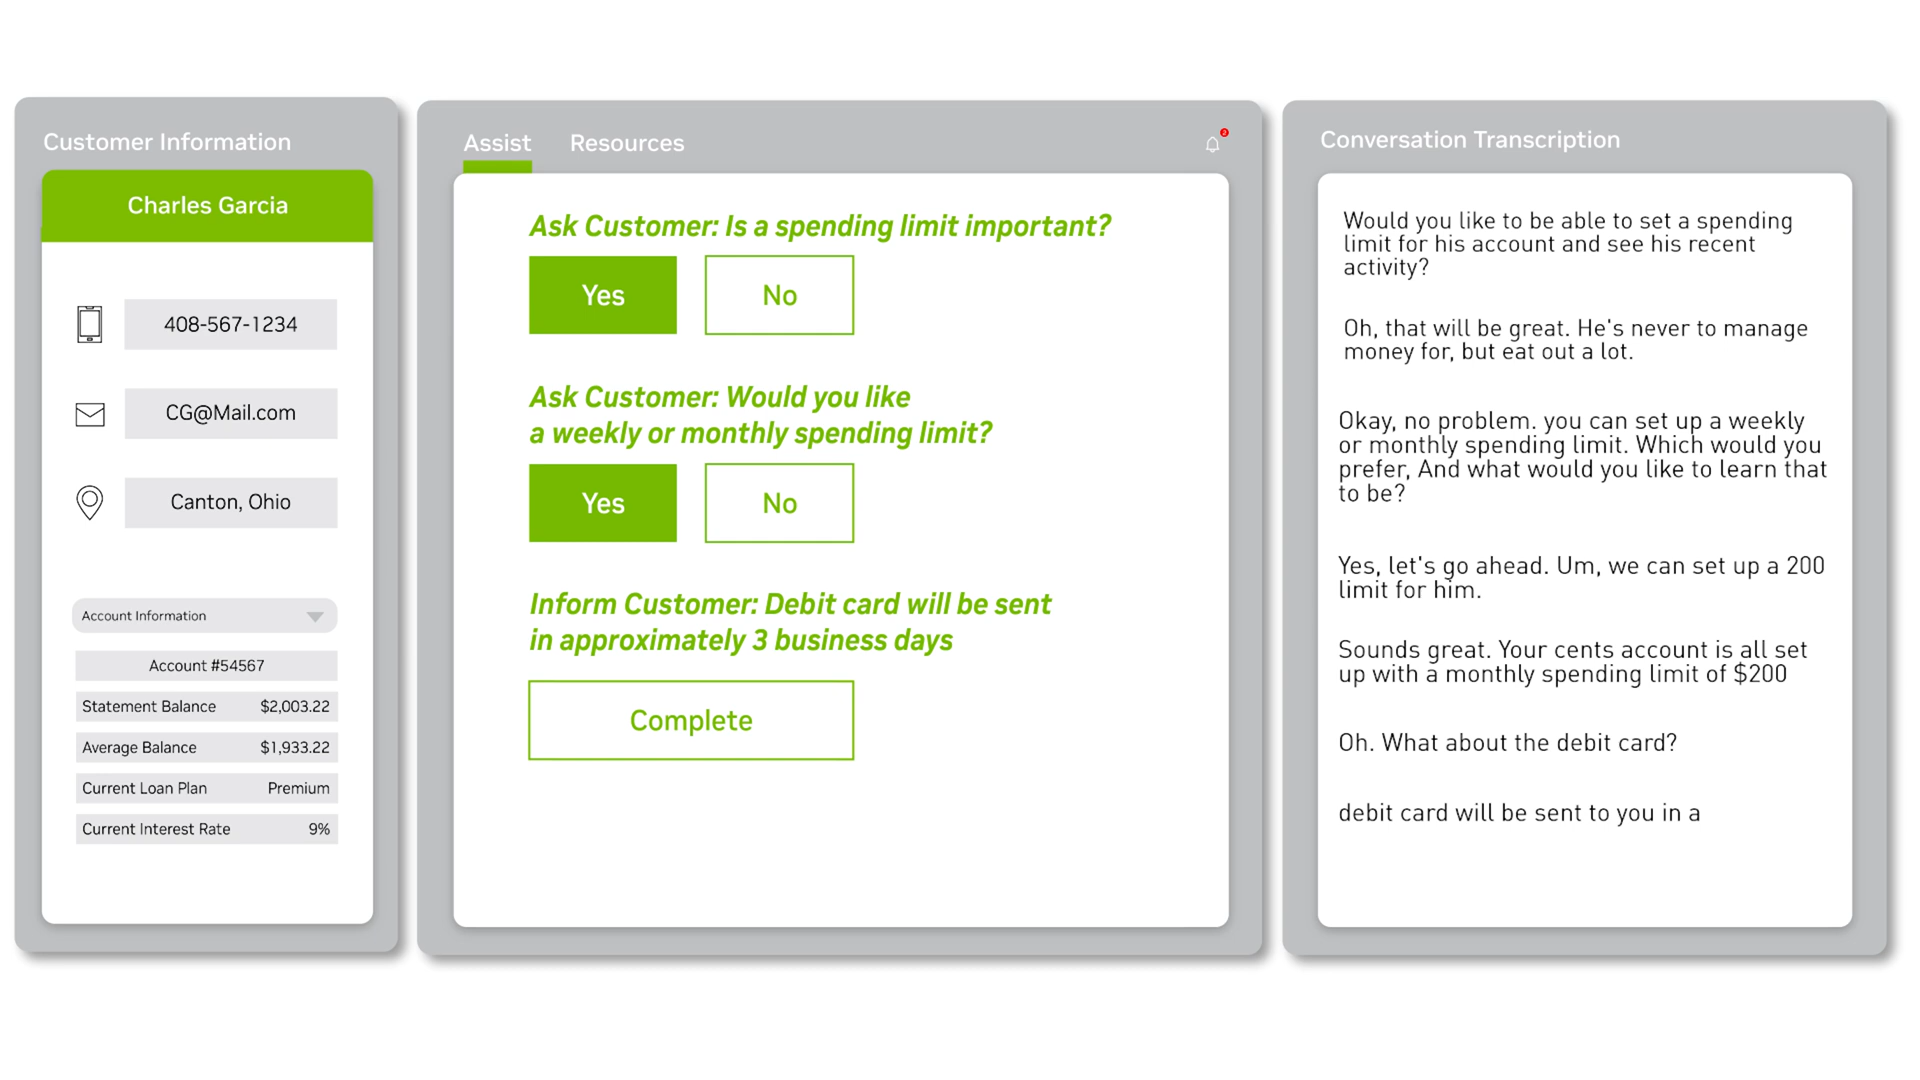 Customer Information
Charles Garcia
408-567-1234
CG@Mail.com
Canton, Ohio
Account Information
Account #54567
Statement Balance $2,003.22
Average Balance $1,933.22
Current Loan Plan Premium
Current Interest Rate 9%
Assist Resources
2
Ask Customer: Is a spending limit important?
Yes No
Ask Customer: Would you like
a weekly or monthly spending limit?
Yes No
Inform Customer: Debit card will be sent
in approximately 3 business days
Complete
Conversation Transcription
Would you like to be able to set a spending
limit for his account and see his recent
activity?
Oh, that will be great. He's never to manage
money for, but eat out a lot.
Okay, no problem. you can set up a weekly
or monthly spending limit. Which would you
prefer, And what would you like to learn that
to be?
Yes, let's go ahead. Um, we can set up a 200
limit for him.
Sounds great. Your cents account is all set
up with a monthly spending limit of $200
Oh. What about the debit card?
debit card will be sent to you in a